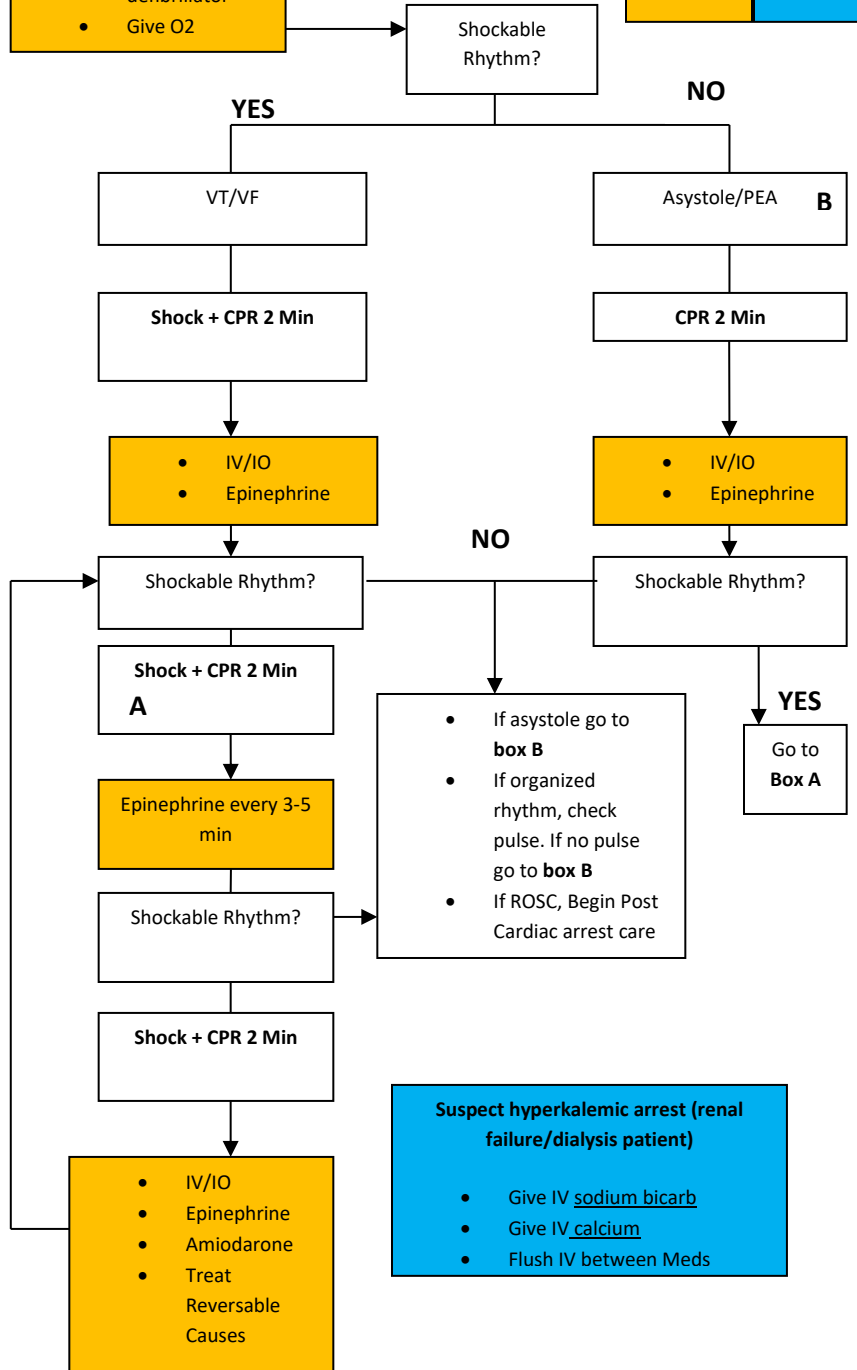 • Give O2
Shockable
Rhythm?
YES
NO
VT/VF
Asystole/PEA B
Shock + CPR 2 Min
CPR 2 Min
• IV/IO
• Epinephrine
• IV/IO
• Epinephrine
NO
Shockable Rhythm?
Shockable Rhythm?
Shock + CPR 2 Min
A
YES
• If asystole go to
box B
• If organized
rhythm, check
pulse. If no pulse
go to box B
• If ROSC, Begin Post
Cardiac arrest care
Go to
Box A
Epinephrine every 3-5
min
Shockable Rhythm?
Shock + CPR 2 Min
Suspect hyperkalemic arrest (renal
failure/dialysis patient)
• Give IV sodium bicarb
• Give IV calcium
• Flush IV between Meds
• IV/IO
• Epinephrine
• Amiodarone
• Treat
Reversable
Causes